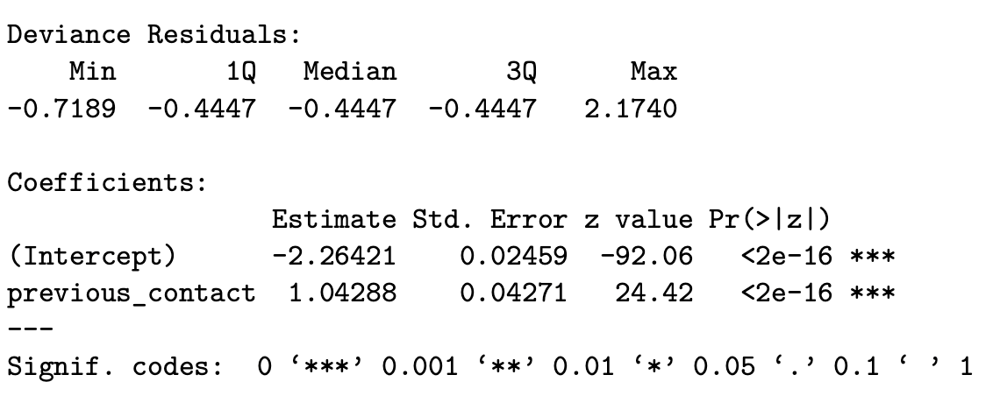 Deviance Residuals:
    Min       1Q   Median       3Q      Max
-0.7189  -0.4447  -0.4447  -0.4447   2.1740

Coefficients:
                 Estimate Std. Error z value Pr(>|z|)
(Intercept)      -2.26421    0.02459  -92.06   <2e-16 ***
previous_contact  1.04288    0.04271   24.42   <2e-16 ***
---
Signif. codes:  0 ‘***’ 0.001 ‘**’ 0.01 ‘*’ 0.05 ‘.’ 0.1 ‘ ’ 1